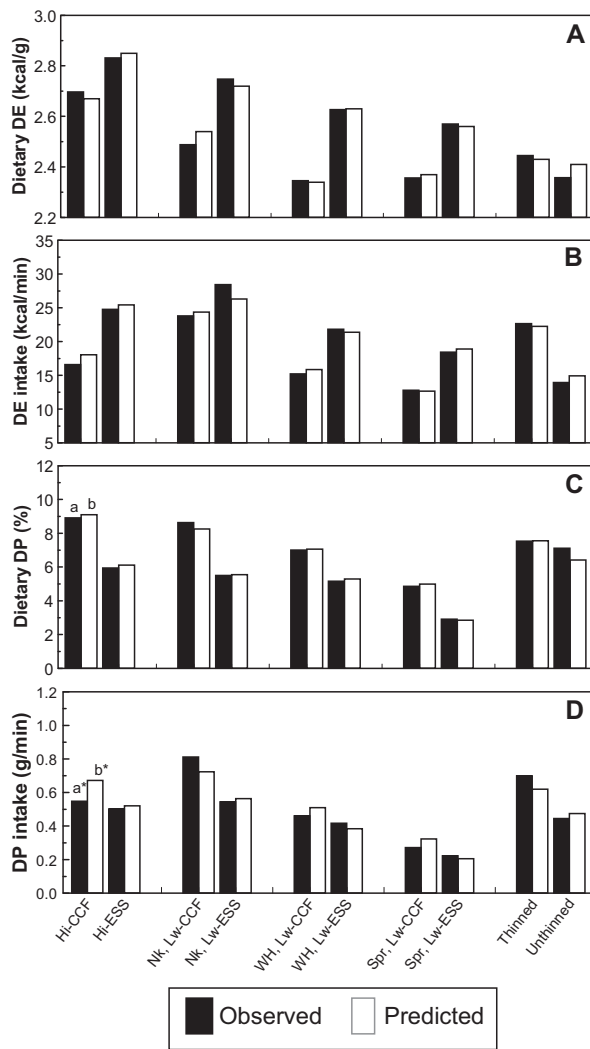 A
Dietary DE (kcal/g)
3.0
2.8
2.6
2.4
2.2
B
DE intake (kcal/min)
35
30
25
20
15
10
5
C
Dietary DP (%)
12
10
8
6
4
2
0
a b
D
DP intake (g/min)
1.2
1.0
0.8
0.6
0.4
0.2
0.0
a* b*
Hi-CCF
Hi-ESS
Nk, Lw-CCF
Nk, Lw-ESS
WH, Lw-CCF
WH, Lw-ESS
Spr, Lw-CCF
Spr, Lw-ESS
Thinned
Unthinned
Observed Predicted